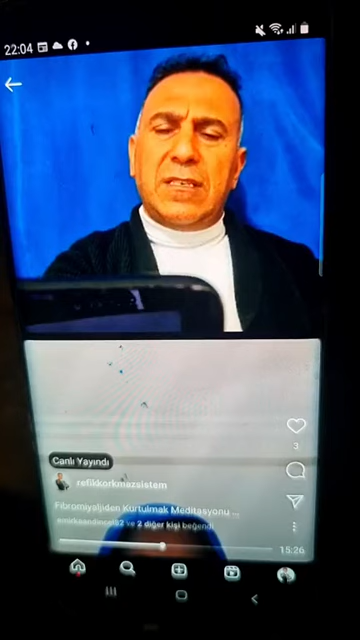 22:04
3
Canlı Yayındı
refikkorkmazsistem
Fibromiyaljiden Kurtulmak Meditasyonu ...
ve 2 diğer kişi beğendi
15:26